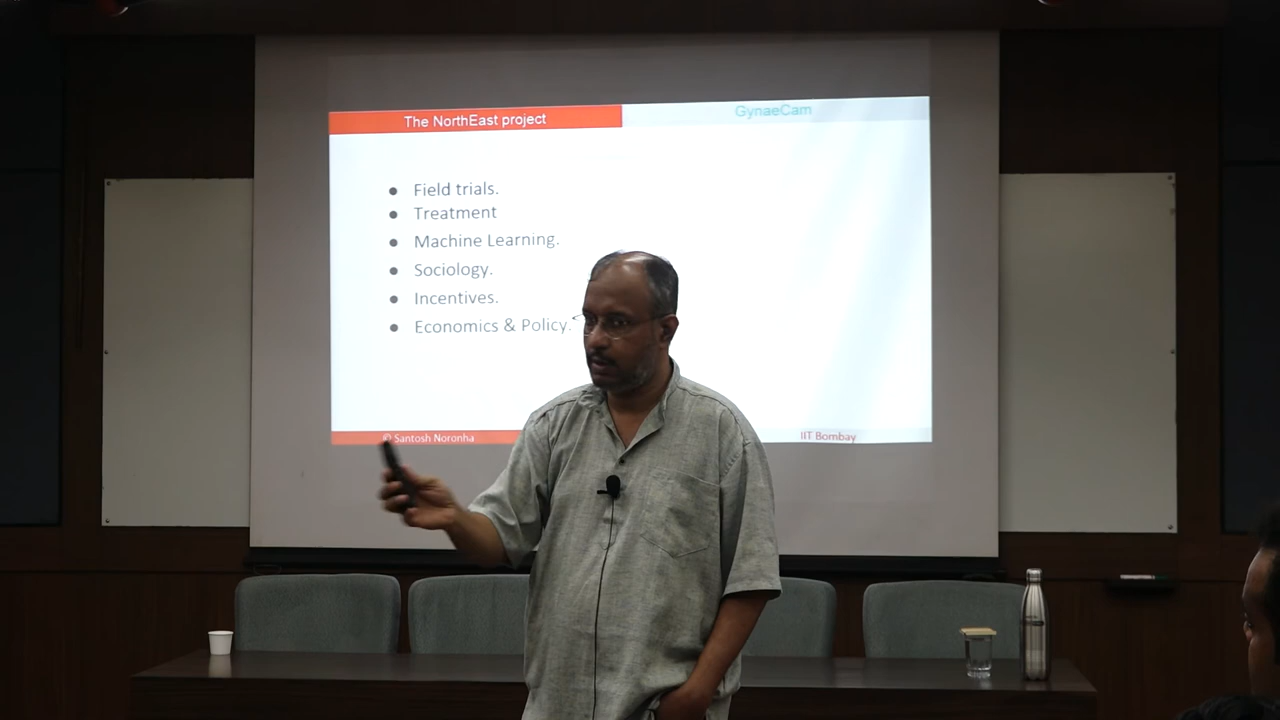 The NorthEast project
GynaeCam
Field trials.
Treatment
Machine Learning.
Sociology.
Incentives.
Economics & Policy.
© Santosh Noronha
IIT Bombay